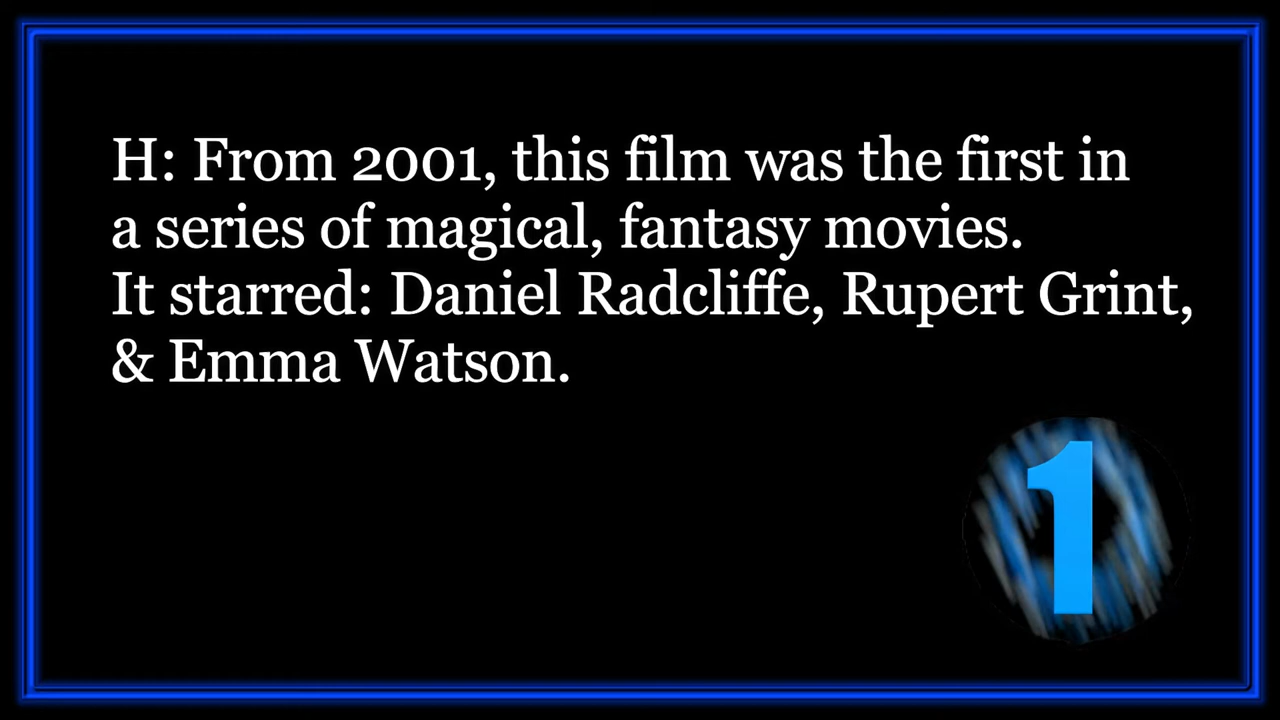 H: From 2001, this film was the first in
a series of magical, fantasy movies.
It starred: Daniel Radcliffe, Rupert Grint,
& Emma Watson.
1